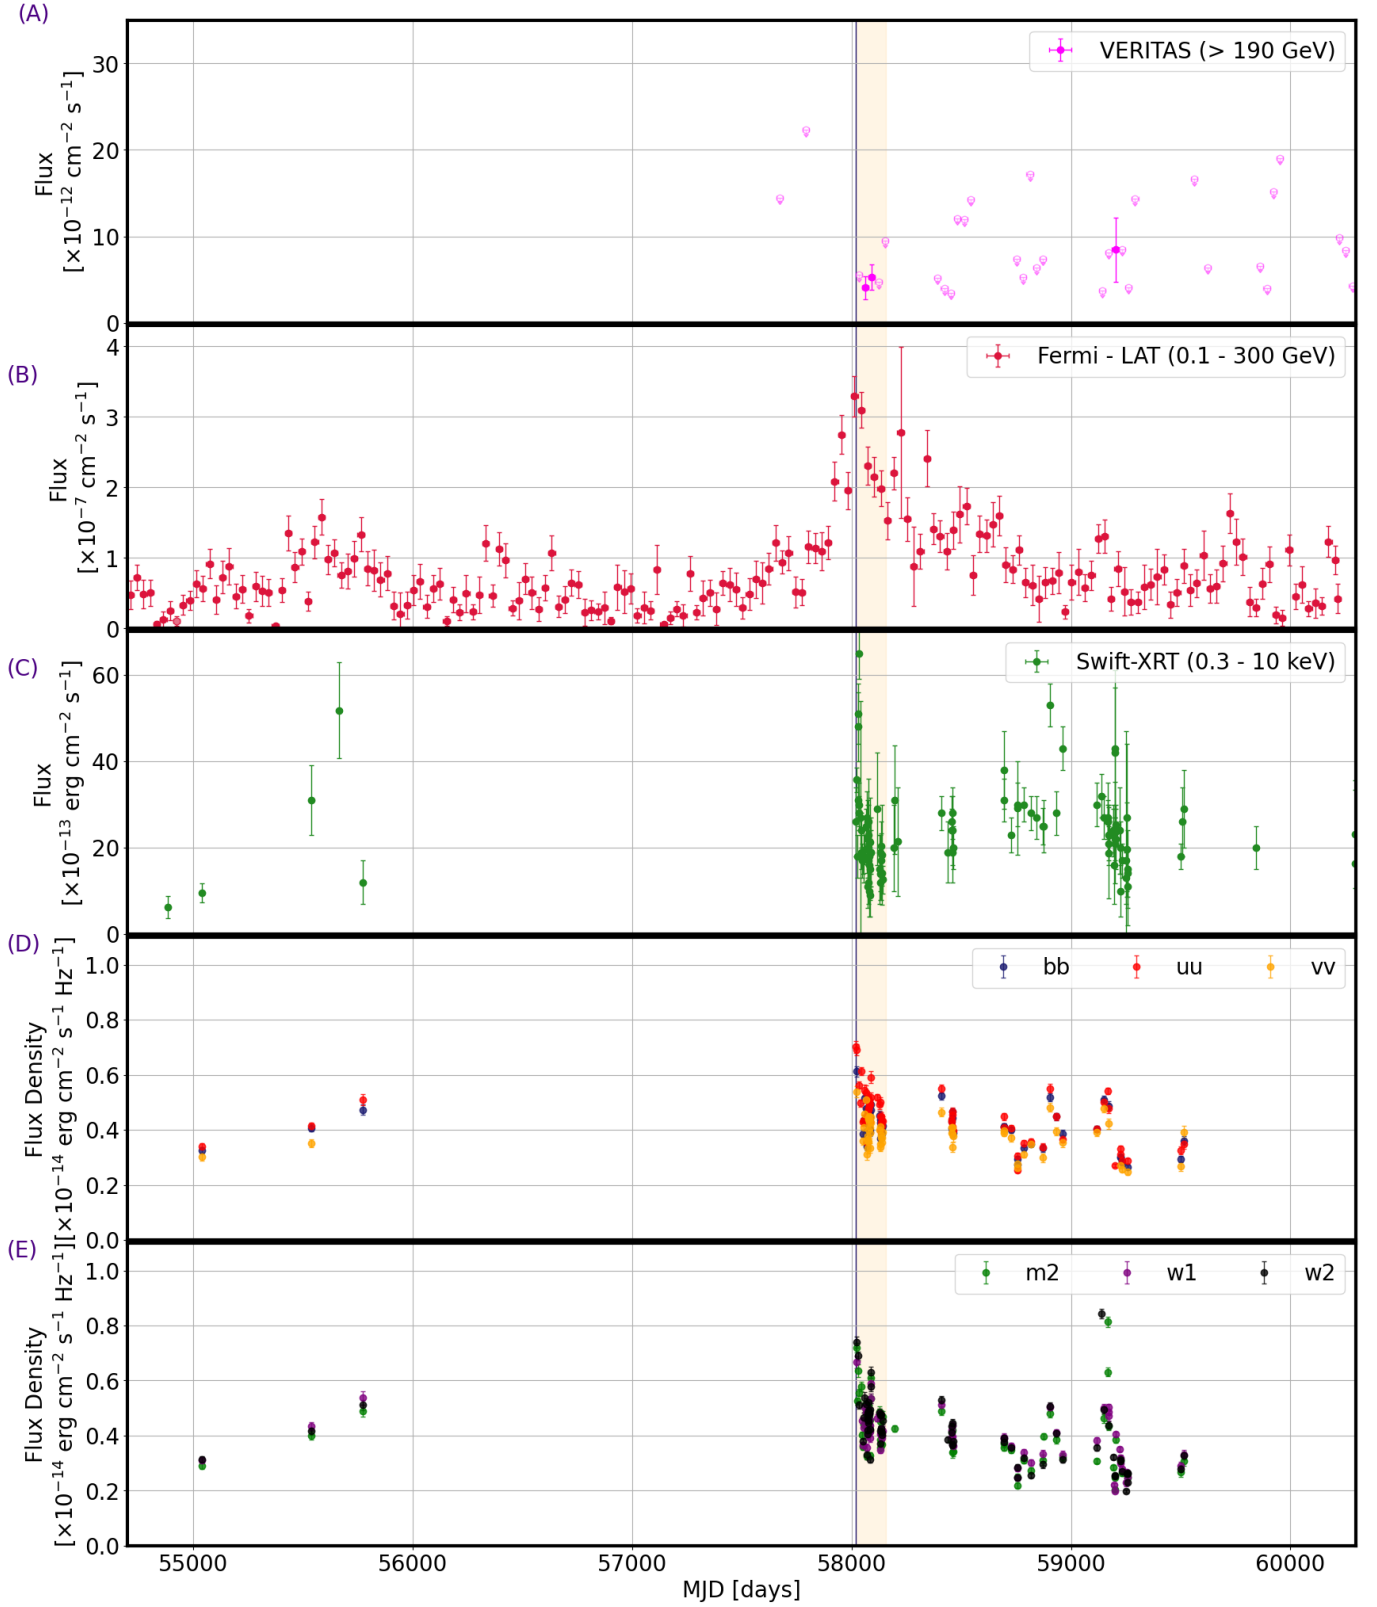 (A)
30
20
10
0
Flux
[×10⁻¹² cm⁻² s⁻¹]
VERITAS (> 190 GeV)
(B)
4
3
2
1
0
Flux
[×10⁻⁷ cm⁻² s⁻¹]
Fermi - LAT (0.1 - 300 GeV)
(C)
60
40
20
0
Flux
[×10⁻¹³ erg cm⁻² s⁻¹]
Swift-XRT (0.3 - 10 keV)
(D)
1.0
0.8
0.6
0.4
0.2
0.0
Flux Density
[×10⁻¹⁴ erg cm⁻² s⁻¹ Hz⁻¹]
bb uu vv
(E)
1.0
0.8
0.6
0.4
0.2
0.0
Flux Density
[×10⁻¹⁴ erg cm⁻² s⁻¹ Hz⁻¹]
m2 w1 w2
55000 56000 57000 58000 59000 60000
MJD [days]